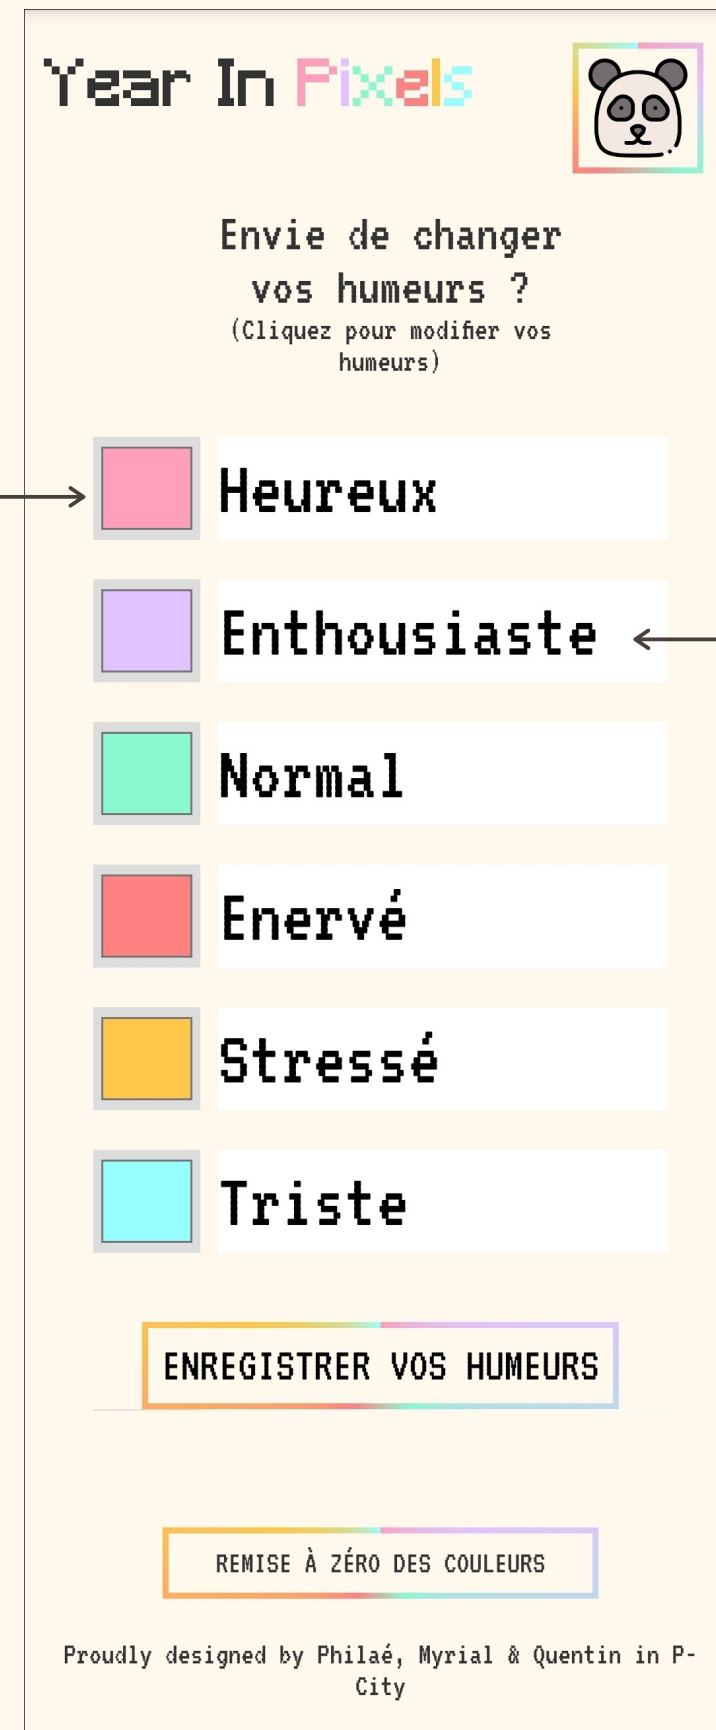 Year In Pixels
Envie de changer
vos humeurs ?
(Cliquez pour modifier vos
humeurs)
Heureux
Enthousiaste
Normal
Enervé
Stressé
Triste
ENREGISTRER VOS HUMEURS
REMISE À ZÉRO DES COULEURS
Proudly designed by Philaé, Myrial & Quentin in P-
City